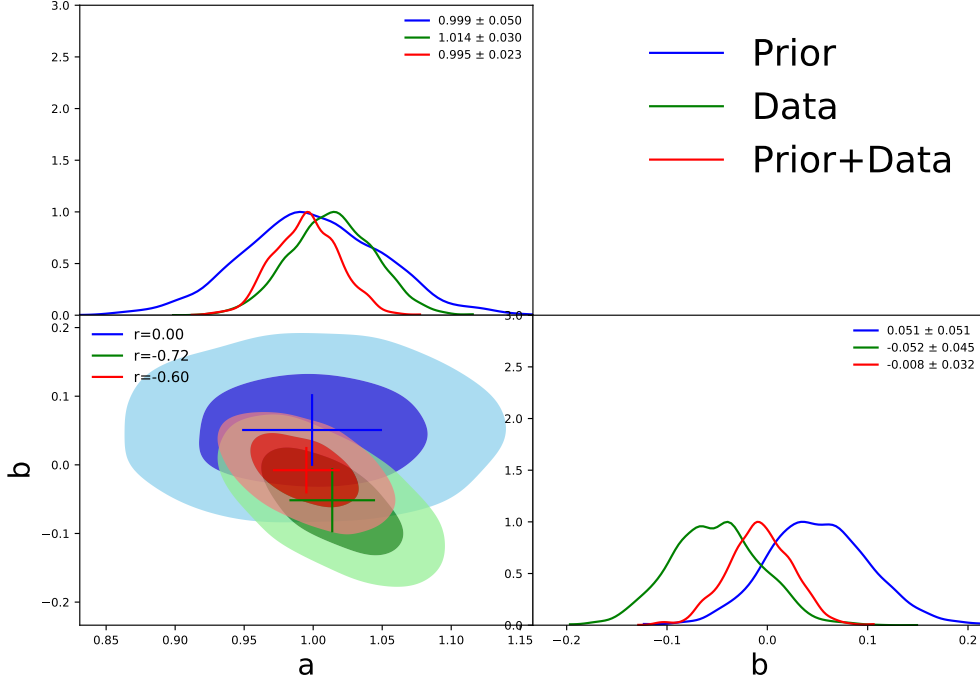 3.0
0.999 ± 0.050
1.014 ± 0.030
0.995 ± 0.023
2.5
2.0
1.5
1.0
0.5
0.0
Prior
Data
Prior+Data
r=0.00
r=-0.72
r=-0.60
0.2
0.1
0.0
−0.1
−0.2
b
0.85 0.90 0.95 1.00 1.05 1.10 1.15
a
3.0
0.051 ± 0.051
-0.052 ± 0.045
-0.008 ± 0.032
2.5
2.0
1.5
1.0
0.5
0.0
−0.2 −0.1 0.0 0.1 0.2
b